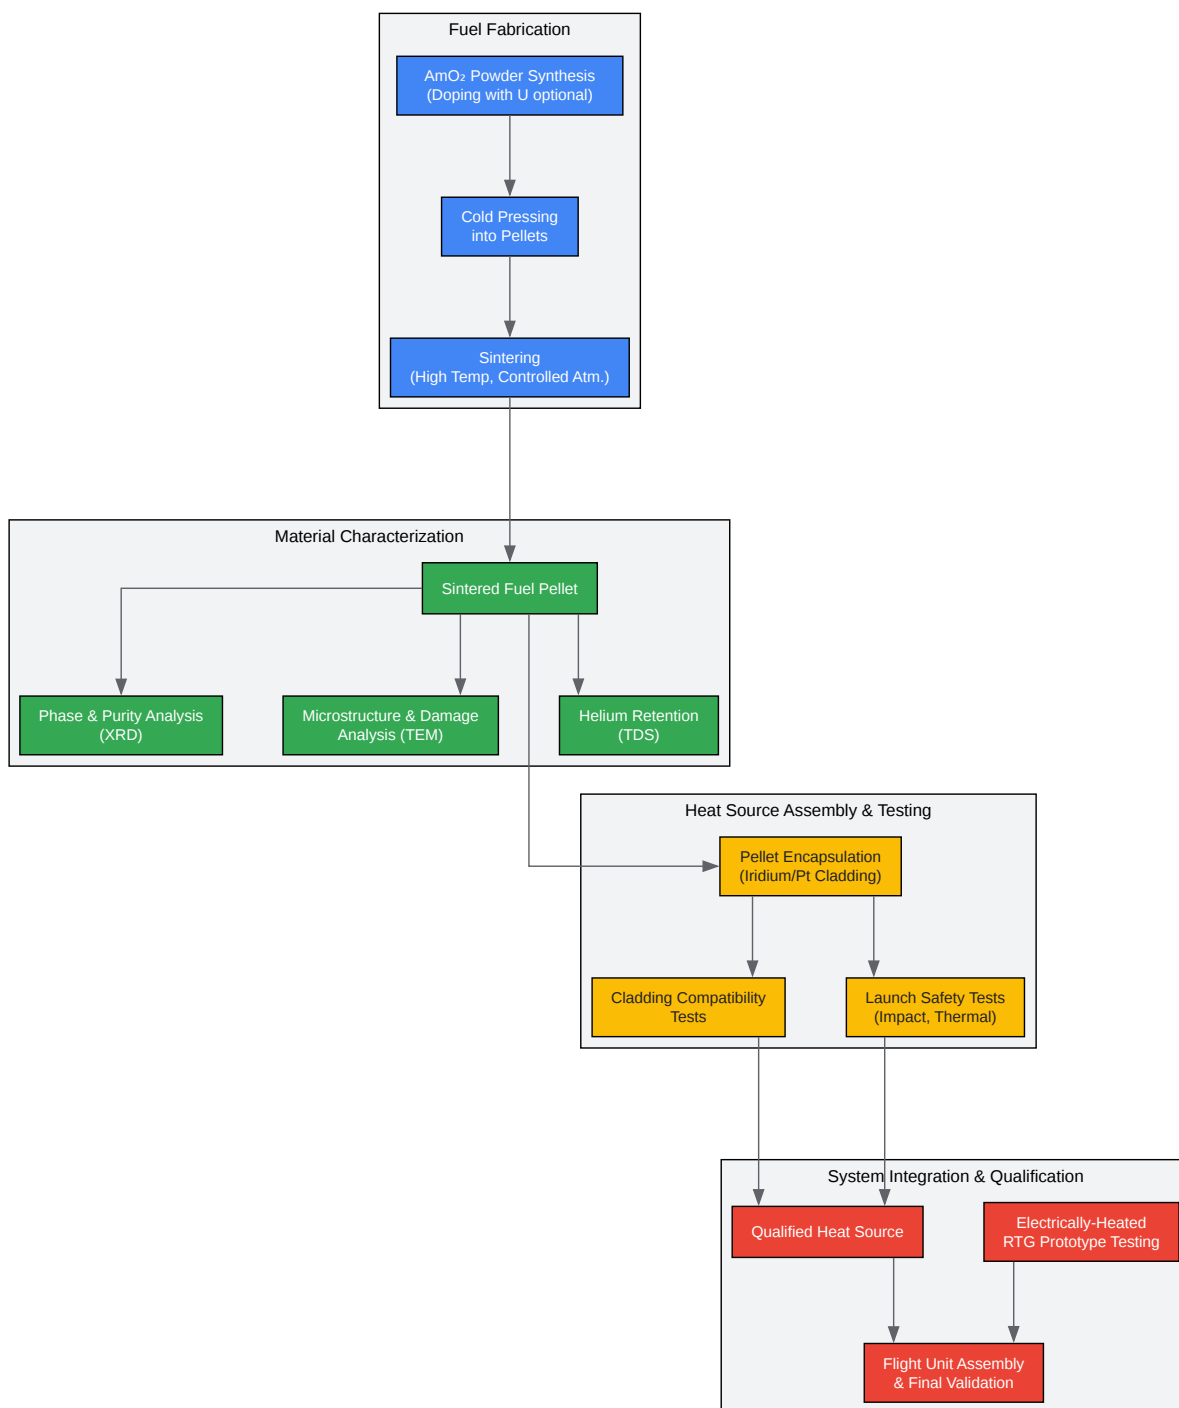 Fuel Fabrication
AmO₂ Powder Synthesis
(Doping with U optional)
Cold Pressing
into Pellets
Sintering
(High Temp, Controlled Atm.)
Material Characterization
Sintered Fuel Pellet
Phase & Purity Analysis
(XRD)
Microstructure & Damage
Analysis (TEM)
Helium Retention
(TDS)
Heat Source Assembly & Testing
Pellet Encapsulation
(Iridium/Pt Cladding)
Cladding Compatibility
Tests
Launch Safety Tests
(Impact, Thermal)
System Integration & Qualification
Qualified Heat Source
Electrically-Heated
RTG Prototype Testing
Flight Unit Assembly
& Final Validation